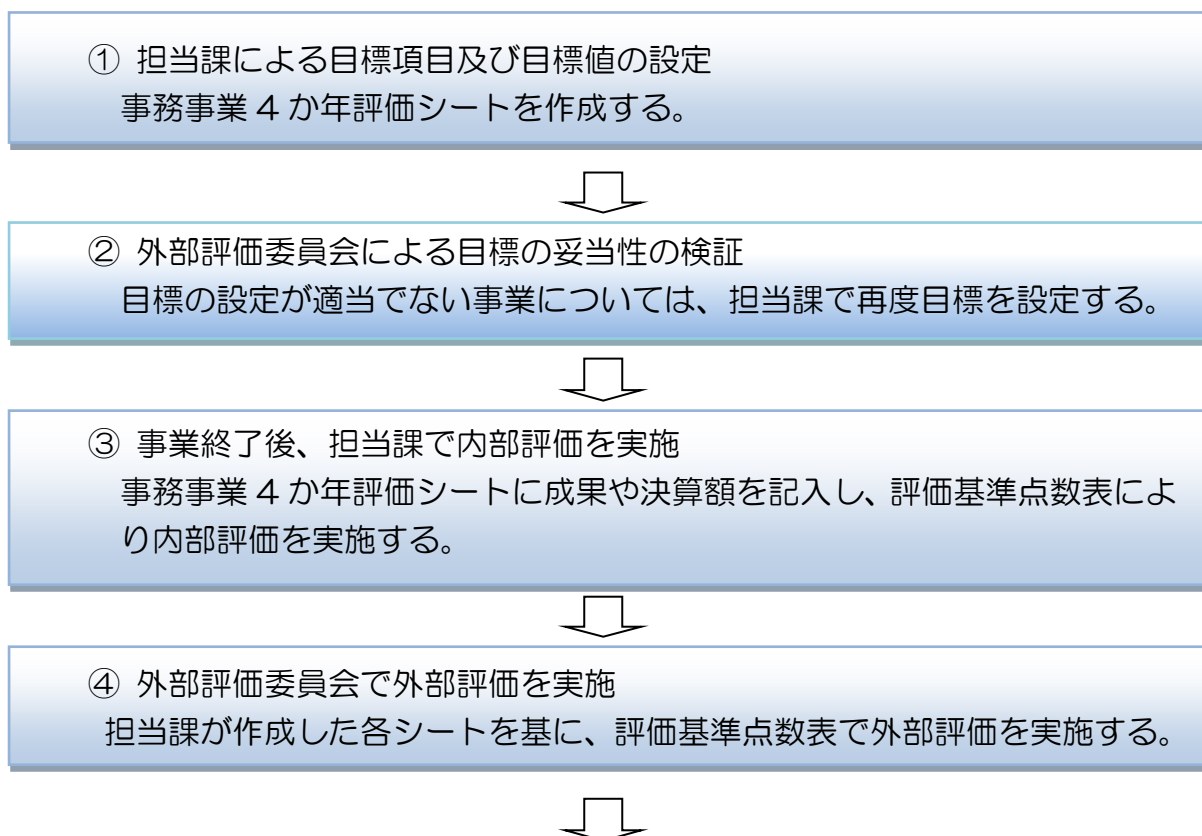 ① 担当課による目標項目及び目標値の設定
事務事業４か年評価シートを作成する。
② 外部評価委員会による目標の妥当性の検証
目標の設定が適当でない事業については、担当課で再度目標を設定する。
③ 事業終了後、担当課で内部評価を実施
事務事業４か年評価シートに成果や決算額を記入し、評価基準点数表によ
り内部評価を実施する。
④ 外部評価委員会で外部評価を実施
担当課が作成した各シートを基に、評価基準点数表で外部評価を実施する。